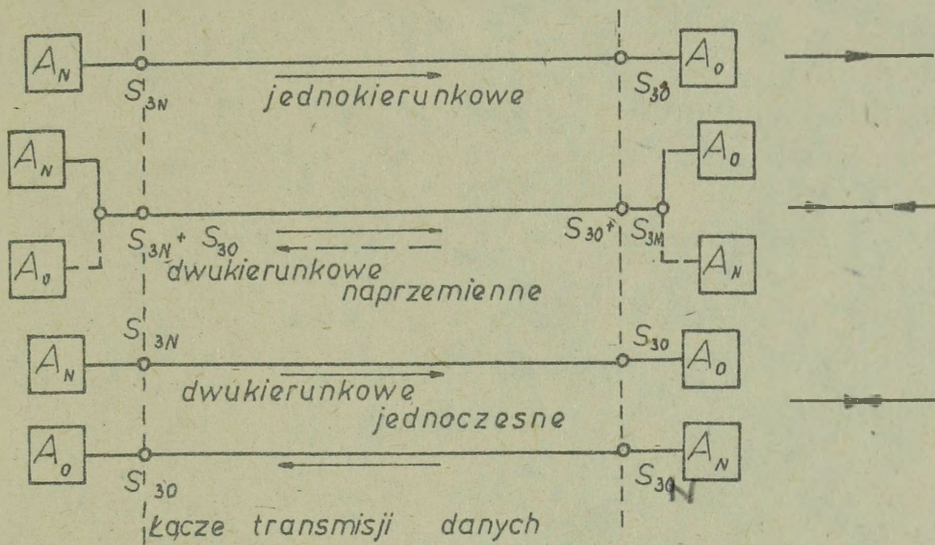 A_N S_3N jednokierunkowe S_30 A_0
A_N A_0
S_3N + S_30 S_30 + S_3N
A_0 dwukierunkowe A_N
naprzemienne
S_3N S_30
A_N dwukierunkowe A_0
jednoczesne
A_0 A_N
S_30 S_30 N
Łącze transmisji danych